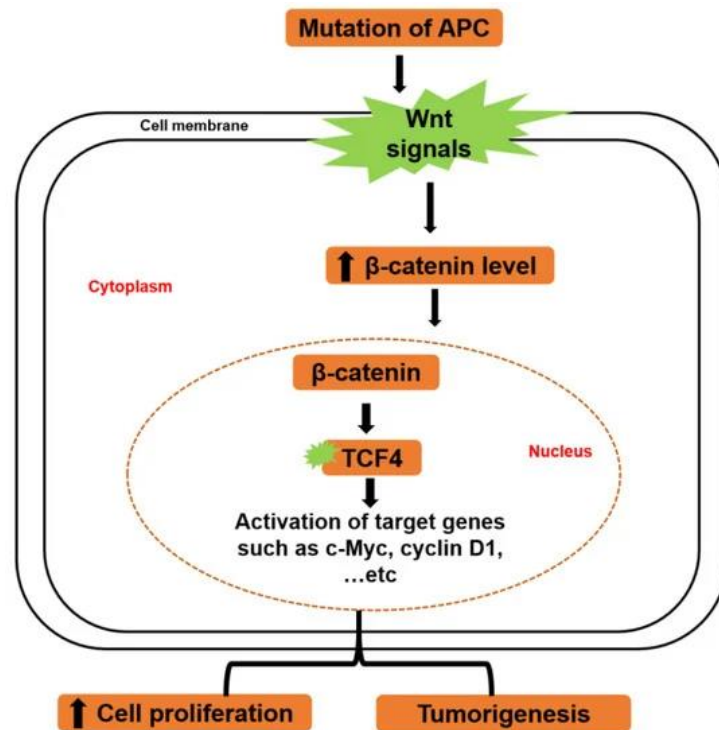 Mutation of APC
Cell membrane
Wnt
signals
β-catenin level
Cytoplasm
β-catenin
TCF4
Nucleus
Activation of target genes
such as c-Myc, cyclin D1,
...etc
Cell proliferation
Tumorigenesis